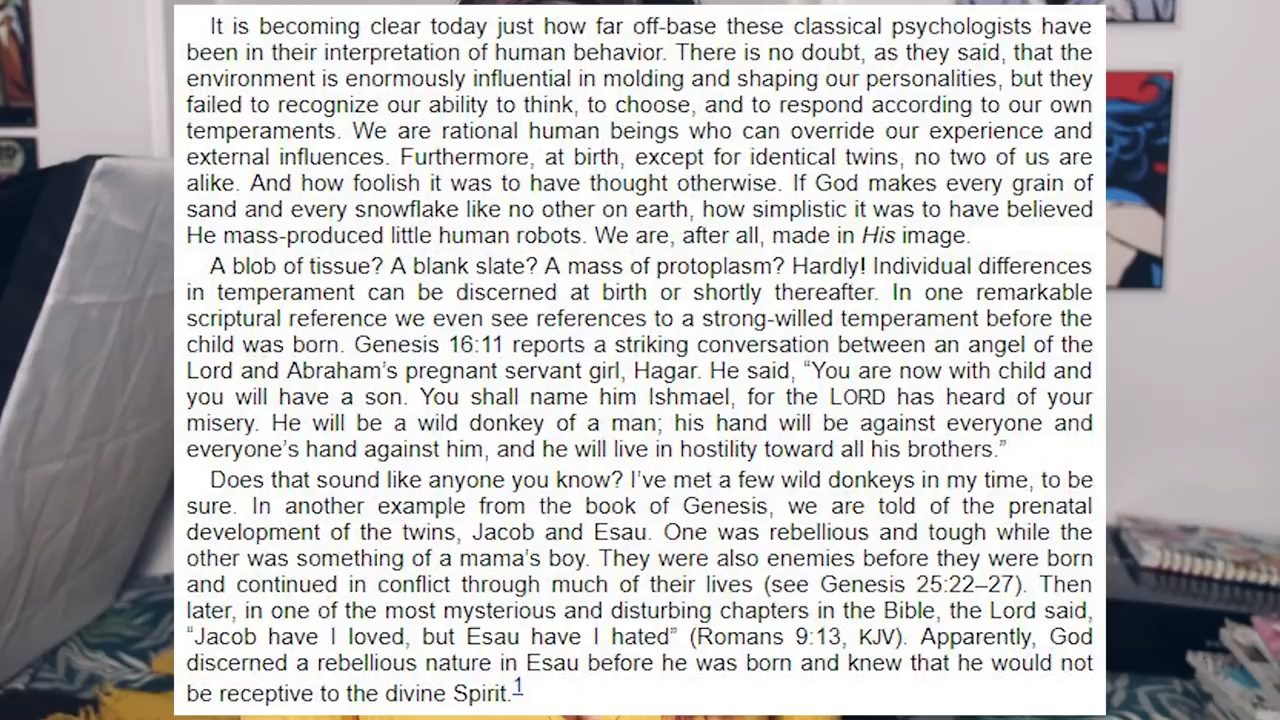 It is becoming clear today just how far off-base these classical psychologists have
been in their interpretation of human behavior. There is no doubt, as they said, that the
environment is enormously influential in molding and shaping our personalities, but they
failed to recognize our ability to think, to choose, and to respond according to our own
temperaments. We are rational human beings who can override our experience and
external influences. Furthermore, at birth, except for identical twins, no two of us are
alike. And how foolish it was to have thought otherwise. If God makes every grain of
sand and every snowflake like no other on earth, how simplistic it was to have believed
He mass-produced little human robots. We are, after all, made in His image.
A blob of tissue? A blank slate? A mass of protoplasm? Hardly! Individual differences
in temperament can be discerned at birth or shortly thereafter. In one remarkable
scriptural reference we even see references to a strong-willed temperament before the
child was born. Genesis 16:11 reports a striking conversation between an angel of the
Lord and Abraham's pregnant servant girl, Hagar. He said, “You are now with child and
you will have a son. You shall name him Ishmael, for the LORD has heard of your
misery. He will be a wild donkey of a man; his hand will be against everyone and
everyone's hand against him, and he will live in hostility toward all his brothers.”
Does that sound like anyone you know? I've met a few wild donkeys in my time, to be
sure. In another example from the book of Genesis, we are told of the prenatal
development of the twins, Jacob and Esau. One was rebellious and tough while the
other was something of a mama's boy. They were also enemies before they were born
and continued in conflict through much of their lives (see Genesis 25:22–27). Then
later, in one of the most mysterious and disturbing chapters in the Bible, the Lord said,
“Jacob have I loved, but Esau have I hated” (Romans 9:13, KJV). Apparently, God
discerned a rebellious nature in Esau before he was born and knew that he would not
be receptive to the divine Spirit.1